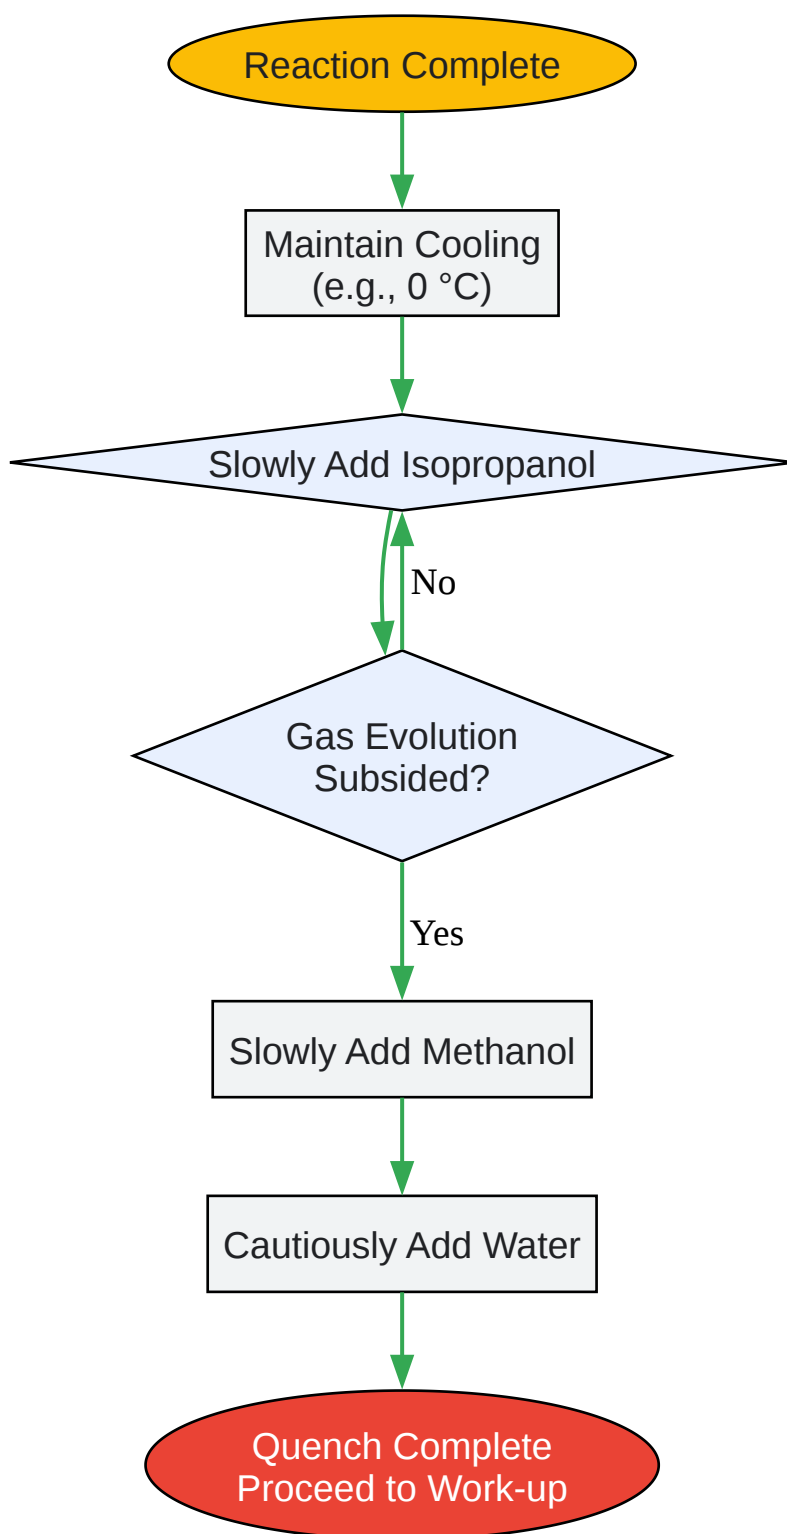 Reaction Complete
Maintain Cooling
(e.g., 0 °C)
Slowly Add Isopropanol
No
Gas Evolution
Subsided?
Yes
Slowly Add Methanol
Cautiously Add Water
Quench Complete
Proceed to Work-up